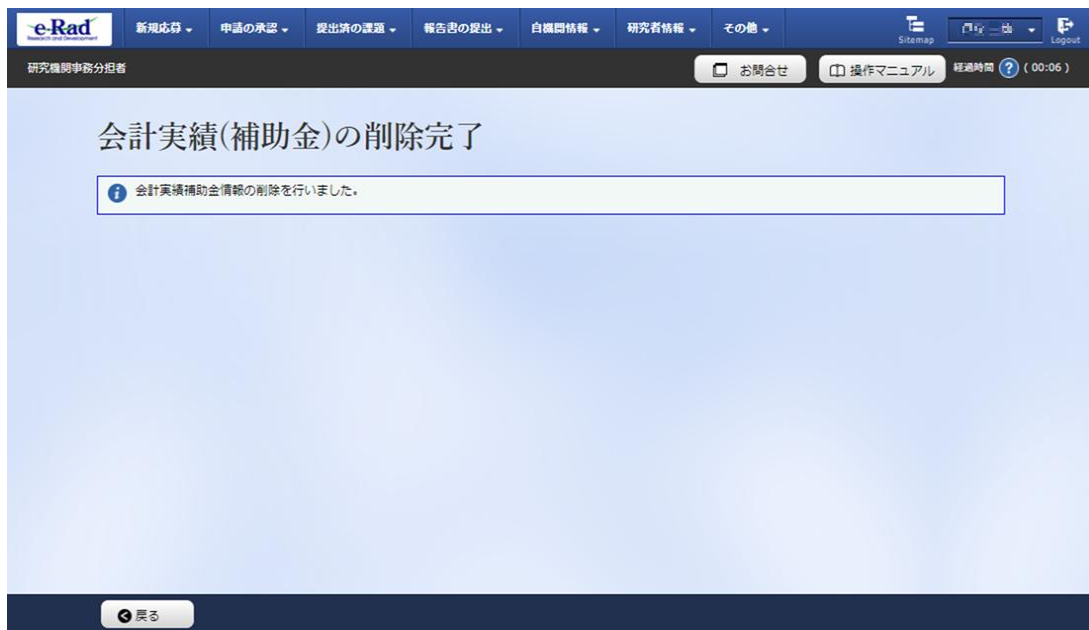 e-Rad
Research and Development
新規応募
申請の承認
提出済の課題
報告書の提出
自機関情報
研究者情報
その他
Sitemap
Logout
研究機関事務分担者
お問合せ
操作マニュアル
経過時間 ? ( 00:06 )
会計実績(補助金)の削除完了
会計実績補助金情報の削除を行いました。
戻る